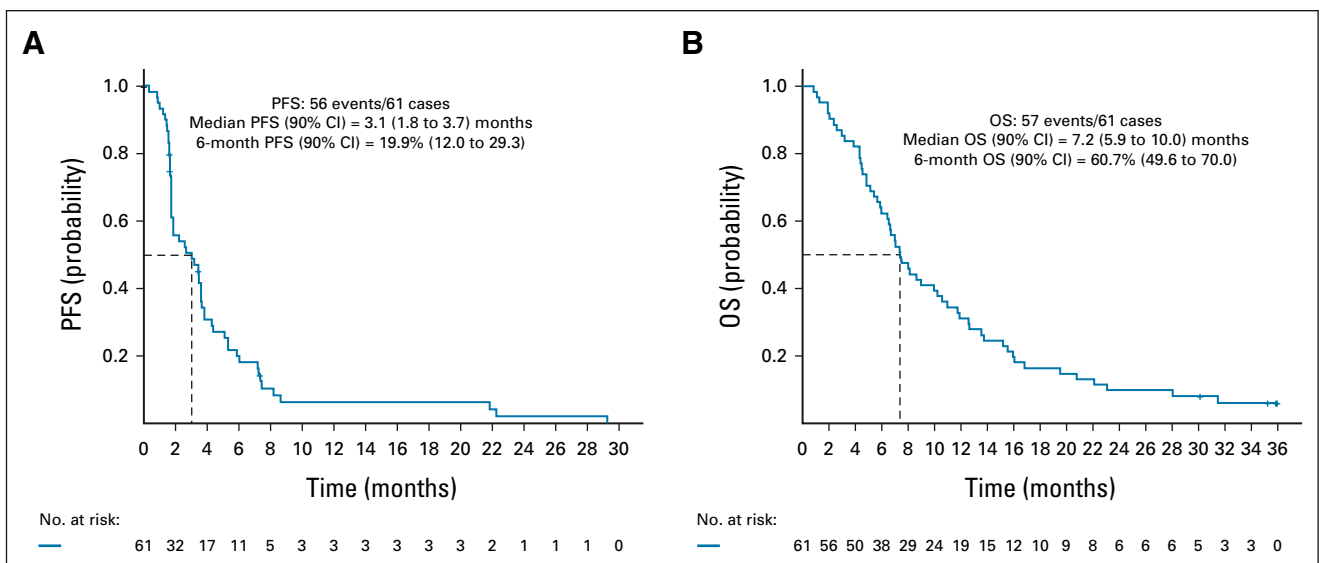 A
PFS: 56 events/61 cases
Median PFS (90% CI) = 3.1 (1.8 to 3.7) months
6-month PFS (90% CI) = 19.9% (12.0 to 29.3)
PFS (probability)
1.0
0.8
0.6
0.4
0.2
0 2 4 6 8 10 12 14 16 18 20 22 24 26 28 30
Time (months)
No. at risk:
61 32 17 11 5 3 3 3 3 3 3 2 1 1 1 0
B
OS: 57 events/61 cases
Median OS (90% CI) = 7.2 (5.9 to 10.0) months
6-month OS (90% CI) = 60.7% (49.6 to 70.0)
OS (probability)
1.0
0.8
0.6
0.4
0.2
0 2 4 6 8 10 12 14 16 18 20 22 24 26 28 30 32 34 36
Time (months)
No. at risk:
61 56 50 38 29 24 19 15 12 10 9 8 6 6 6 5 3 3 0